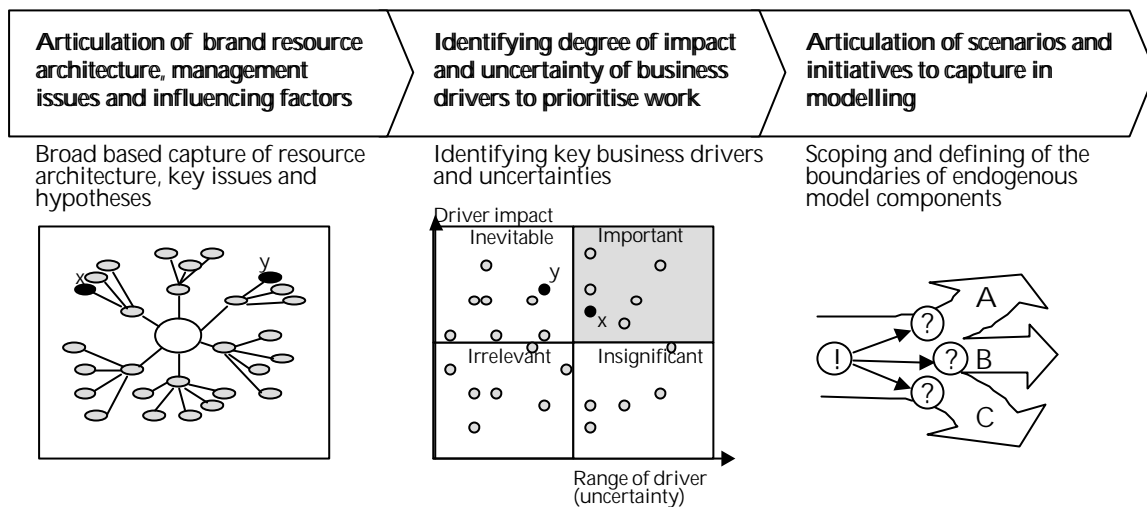 Articulation of brand resource
architecture, management
issues and influencing factors
Identifying degree of impact
and uncertainty of business
drivers to prioritise work
Articulation of scenarios and
initiatives to capture in
modelling
Broad based capture of resource
architecture, key issues and
hypotheses
Identifying key business drivers
and uncertainties
Scoping and defining of the
boundaries of endogenous
model components
x
y
Driver impact
Inevitable
Important
y
x
Irrelevant
Insignificant
Range of driver
(uncertainty)
A
?
!
?
B
?
C